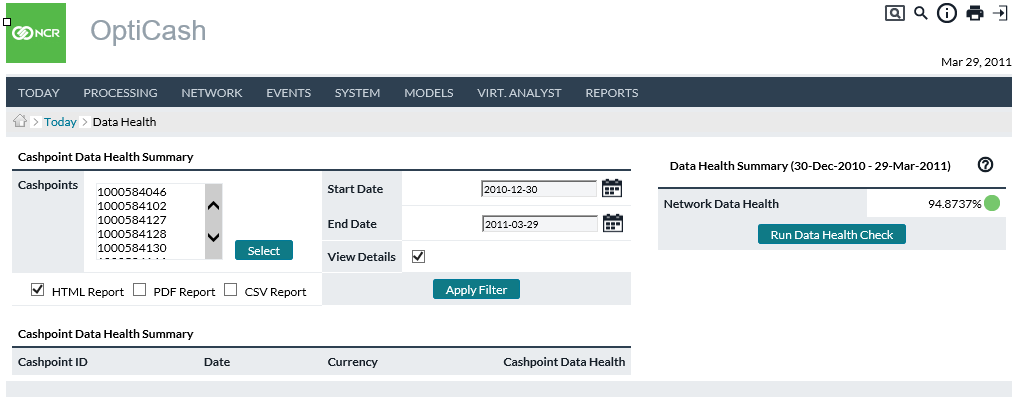 NCR
OptiCash
Mar 29, 2011
TODAY PROCESSING NETWORK EVENTS SYSTEM MODELS VIRT. ANALYST REPORTS
Today Data Health
Cashpoint Data Health Summary
Cashpoints
1000584046
1000584102
1000584127
1000584128
1000584130
Select
Start Date
2010-12-30
End Date
2011-03-29
View Details
HTML Report PDF Report CSV Report
Apply Filter
Data Health Summary (30-Dec-2010 - 29-Mar-2011)
Network Data Health 94.8737%
Run Data Health Check
Cashpoint Data Health Summary
Cashpoint ID Date Currency Cashpoint Data Health